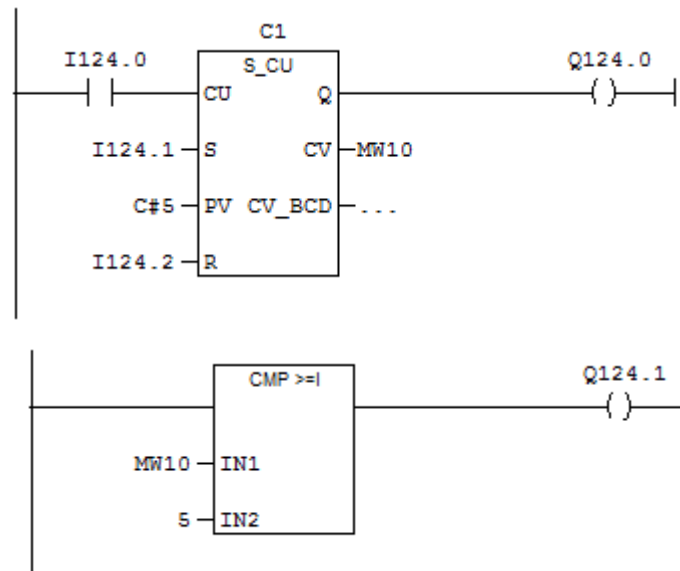 C1
I124.0 S_CU Q124.0
CU Q
I124.1 S CV MW10
C#5 PV CV_BCD ...
I124.2 R
CMP >=I Q124.1
MW10 IN1
5 IN2